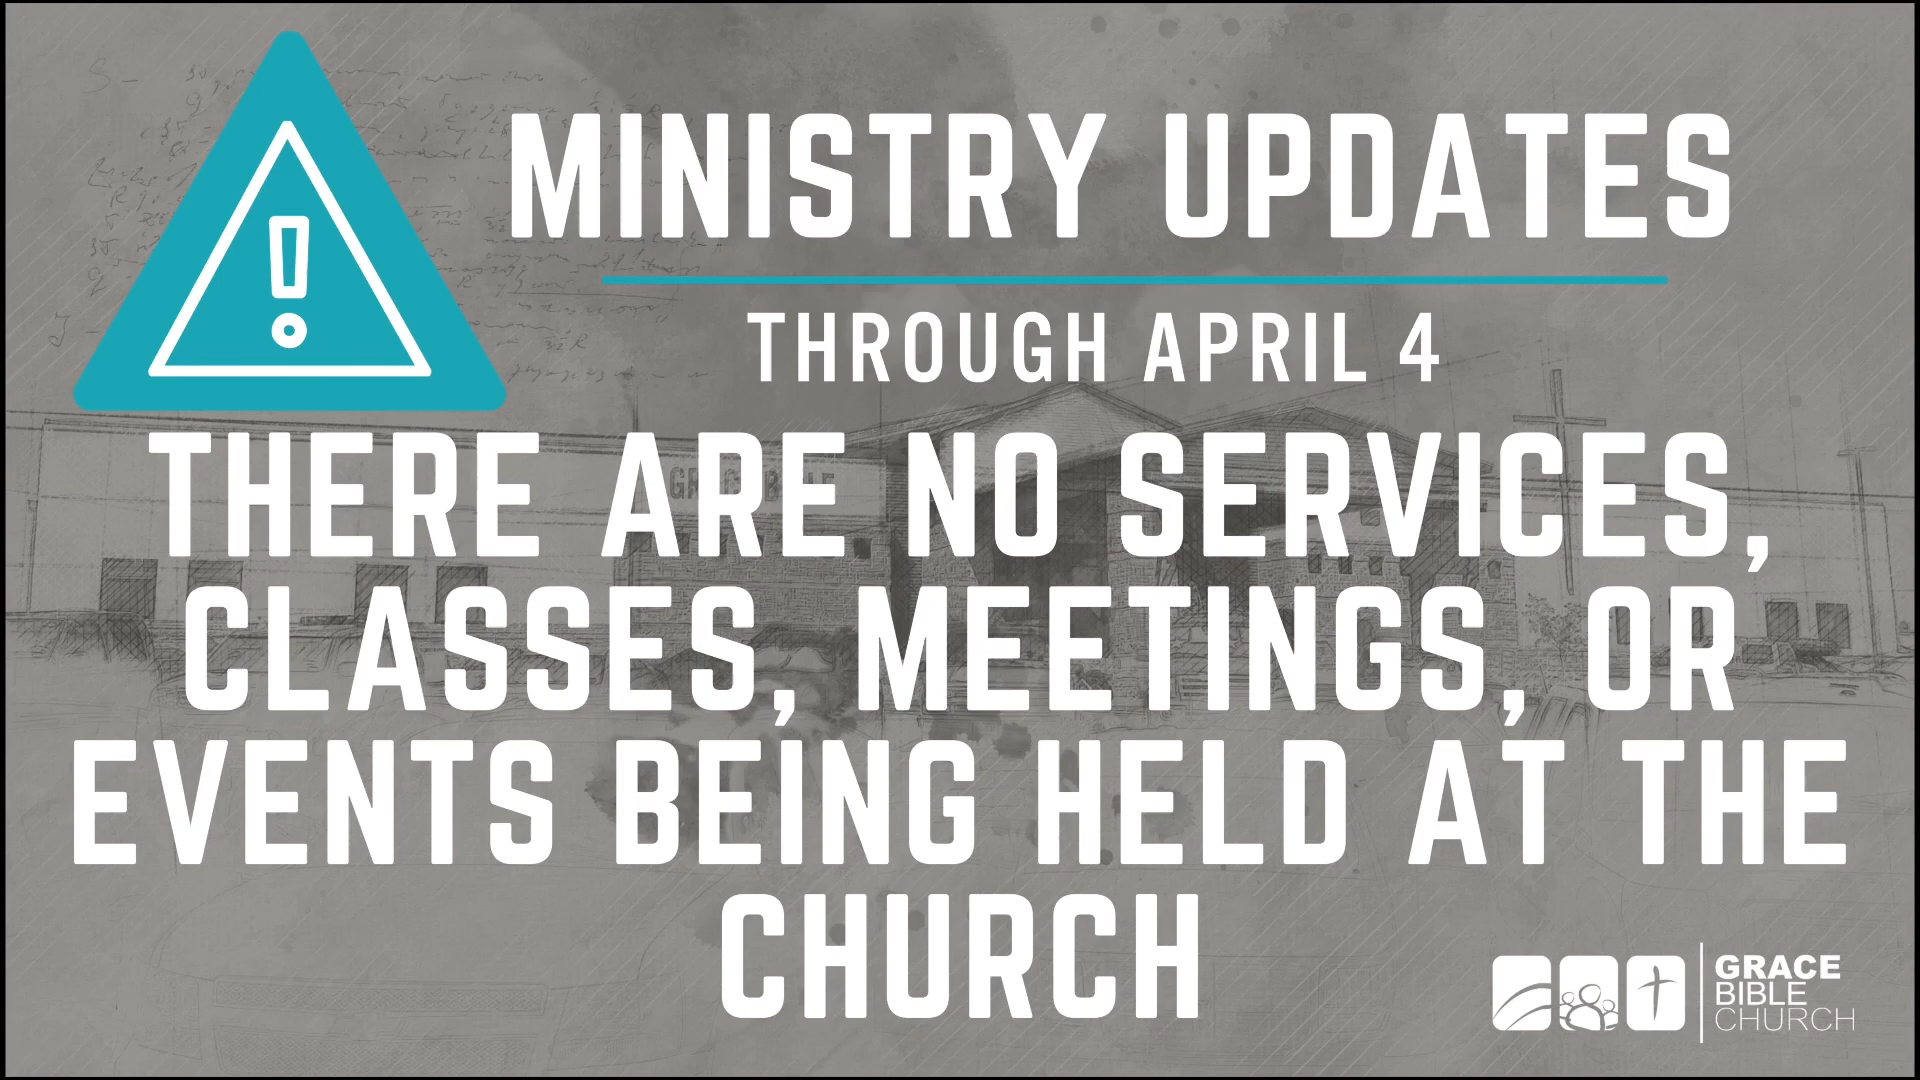 MINISTRY UPDATES
THROUGH APRIL 4
THERE ARE NO SERVICES,
CLASSES, MEETINGS, OR
EVENTS BEING HELD AT THE
CHURCH
GRACE
BIBLE
CHURCH